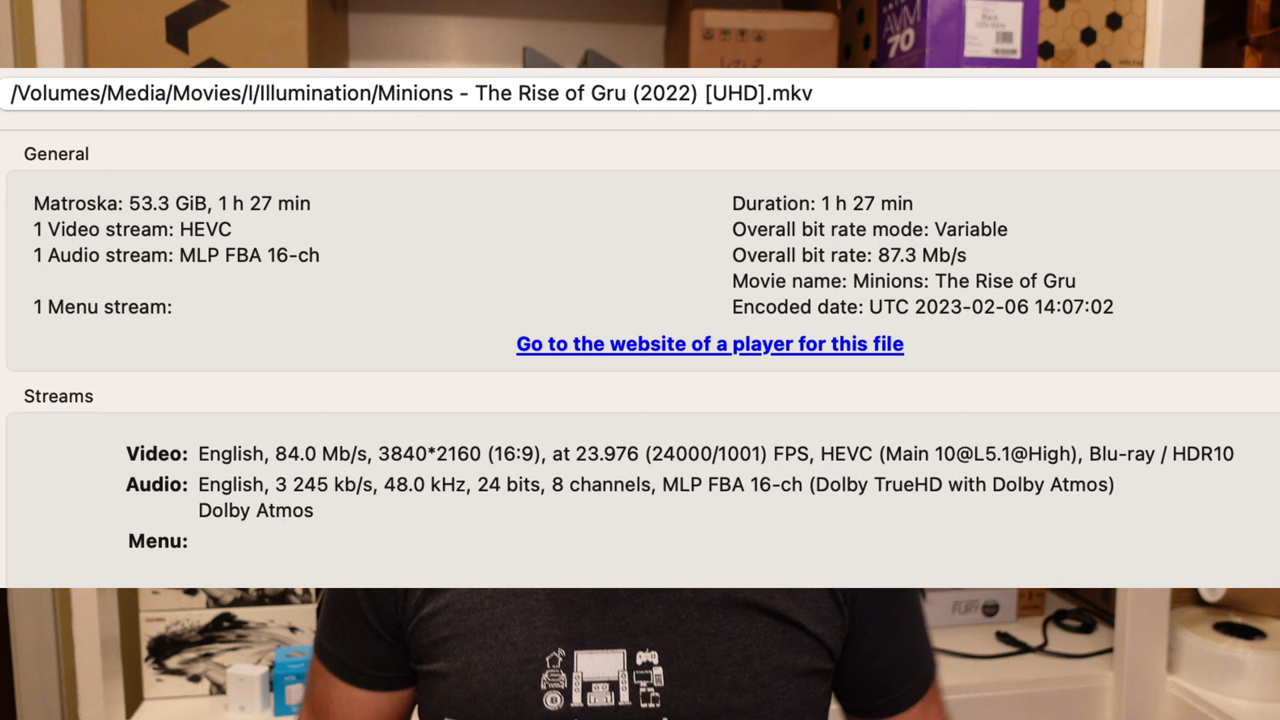 AVM
70
/Volumes/Media/Movies/I/Illumination/Minions - The Rise of Gru (2022) [UHD].mkv
General
Matroska: 53.3 GiB, 1 h 27 min
1 Video stream: HEVC
1 Audio stream: MLP FBA 16-ch
1 Menu stream:
Duration: 1 h 27 min
Overall bit rate mode: Variable
Overall bit rate: 87.3 Mb/s
Movie name: Minions: The Rise of Gru
Encoded date: UTC 2023-02-06 14:07:02
Go to the website of a player for this file
Streams
Video: English, 84.0 Mb/s, 3840*2160 (16:9), at 23.976 (24000/1001) FPS, HEVC (Main 10@L5.1@High), Blu-ray / HDR10
Audio: English, 3 245 kb/s, 48.0 kHz, 24 bits, 8 channels, MLP FBA 16-ch (Dolby TrueHD with Dolby Atmos)
Dolby Atmos
Menu:
FURY